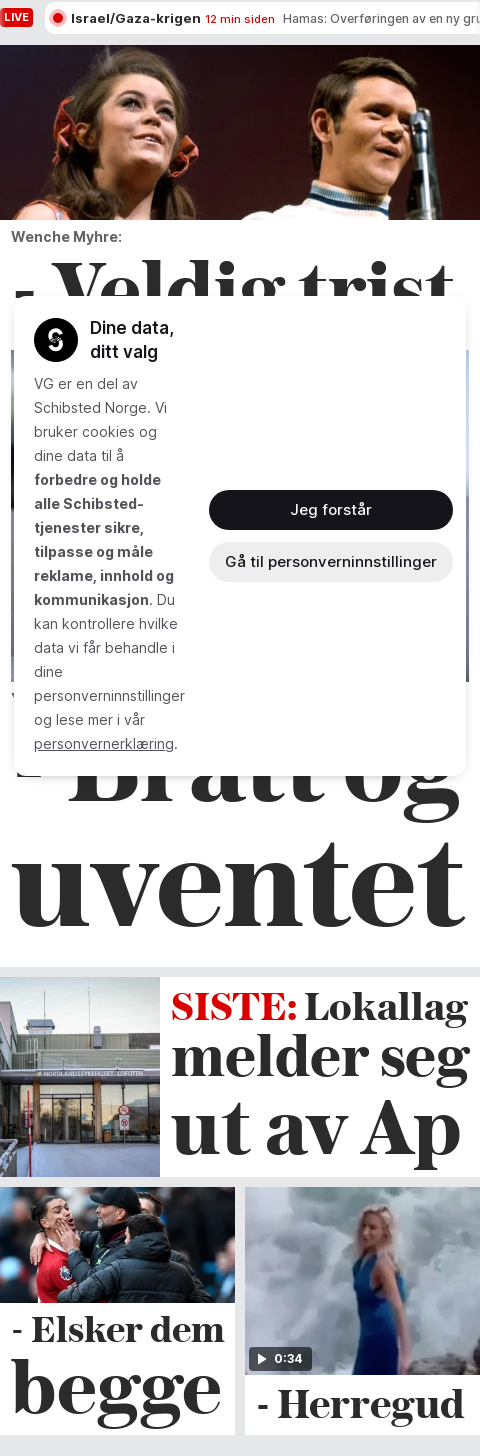 LIVE
Israel/Gaza-krigen 12 min siden Hamas: Overføringen av en ny gru
Wenche Myhre:
- Veldig trist
Dine data,
ditt valg
VG er en del av
Schibsted Norge. Vi
bruker cookies og
dine data til å
forbedre og holde
alle Schibsted-
tjenester sikre,
tilpasse og måle
reklame, innhold og
kommunikasjon. Du
kan kontrollere hvilke
data vi får behandle i
dine
personverninnstillinger
og lese mer i vår
personvernerklæring.
Jeg forstår
Gå til personverninnstillinger
- Bratt og
uventet
NORDLANDSSYKEHUSET LOFOTEN
SISTE: Lokallag
melder seg
ut av Ap
- Elsker dem
begge
0:34
- Herregud